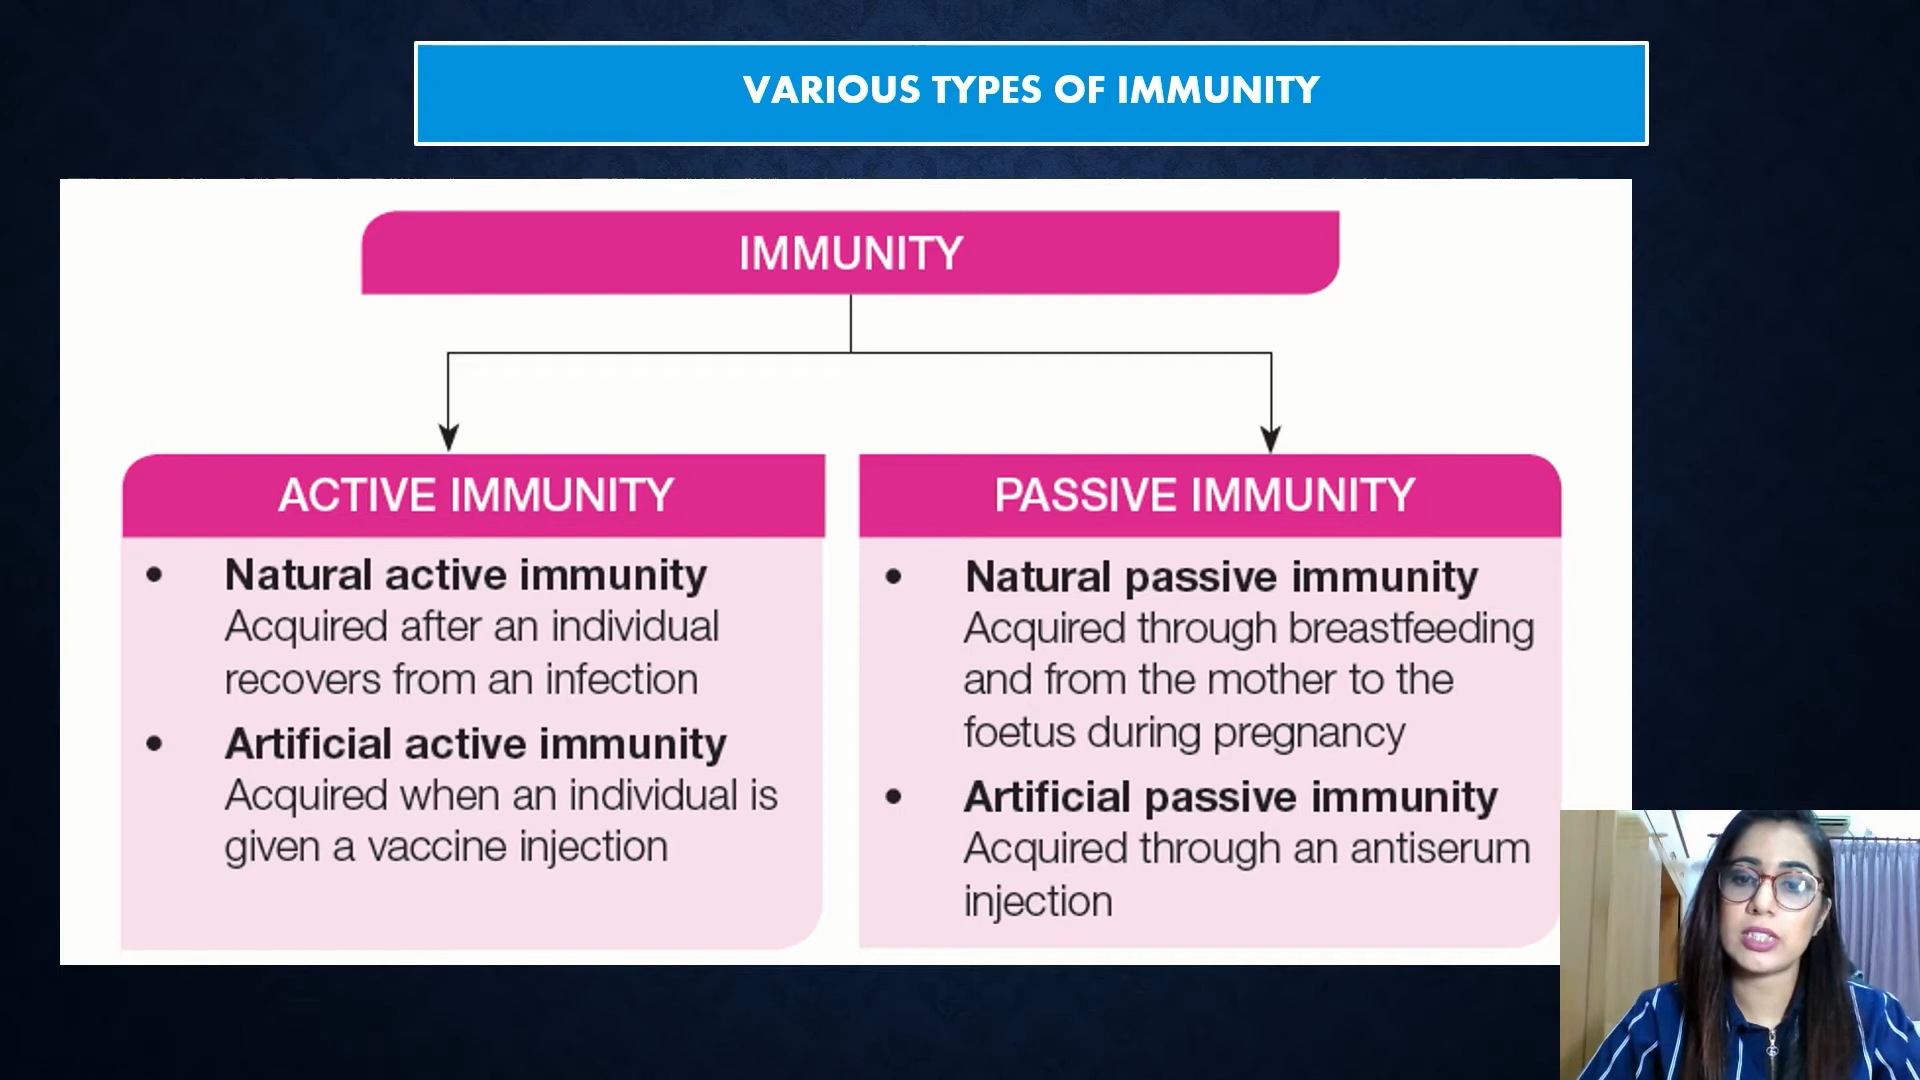 VARIOUS TYPES OF IMMUNITY
IMMUNITY
ACTIVE IMMUNITY
• Natural active immunity
Acquired after an individual
recovers from an infection
• Artificial active immunity
Acquired when an individual is
given a vaccine injection
PASSIVE IMMUNITY
• Natural passive immunity
Acquired through breastfeeding
and from the mother to the
foetus during pregnancy
• Artificial passive immunity
Acquired through an antiserum
injection